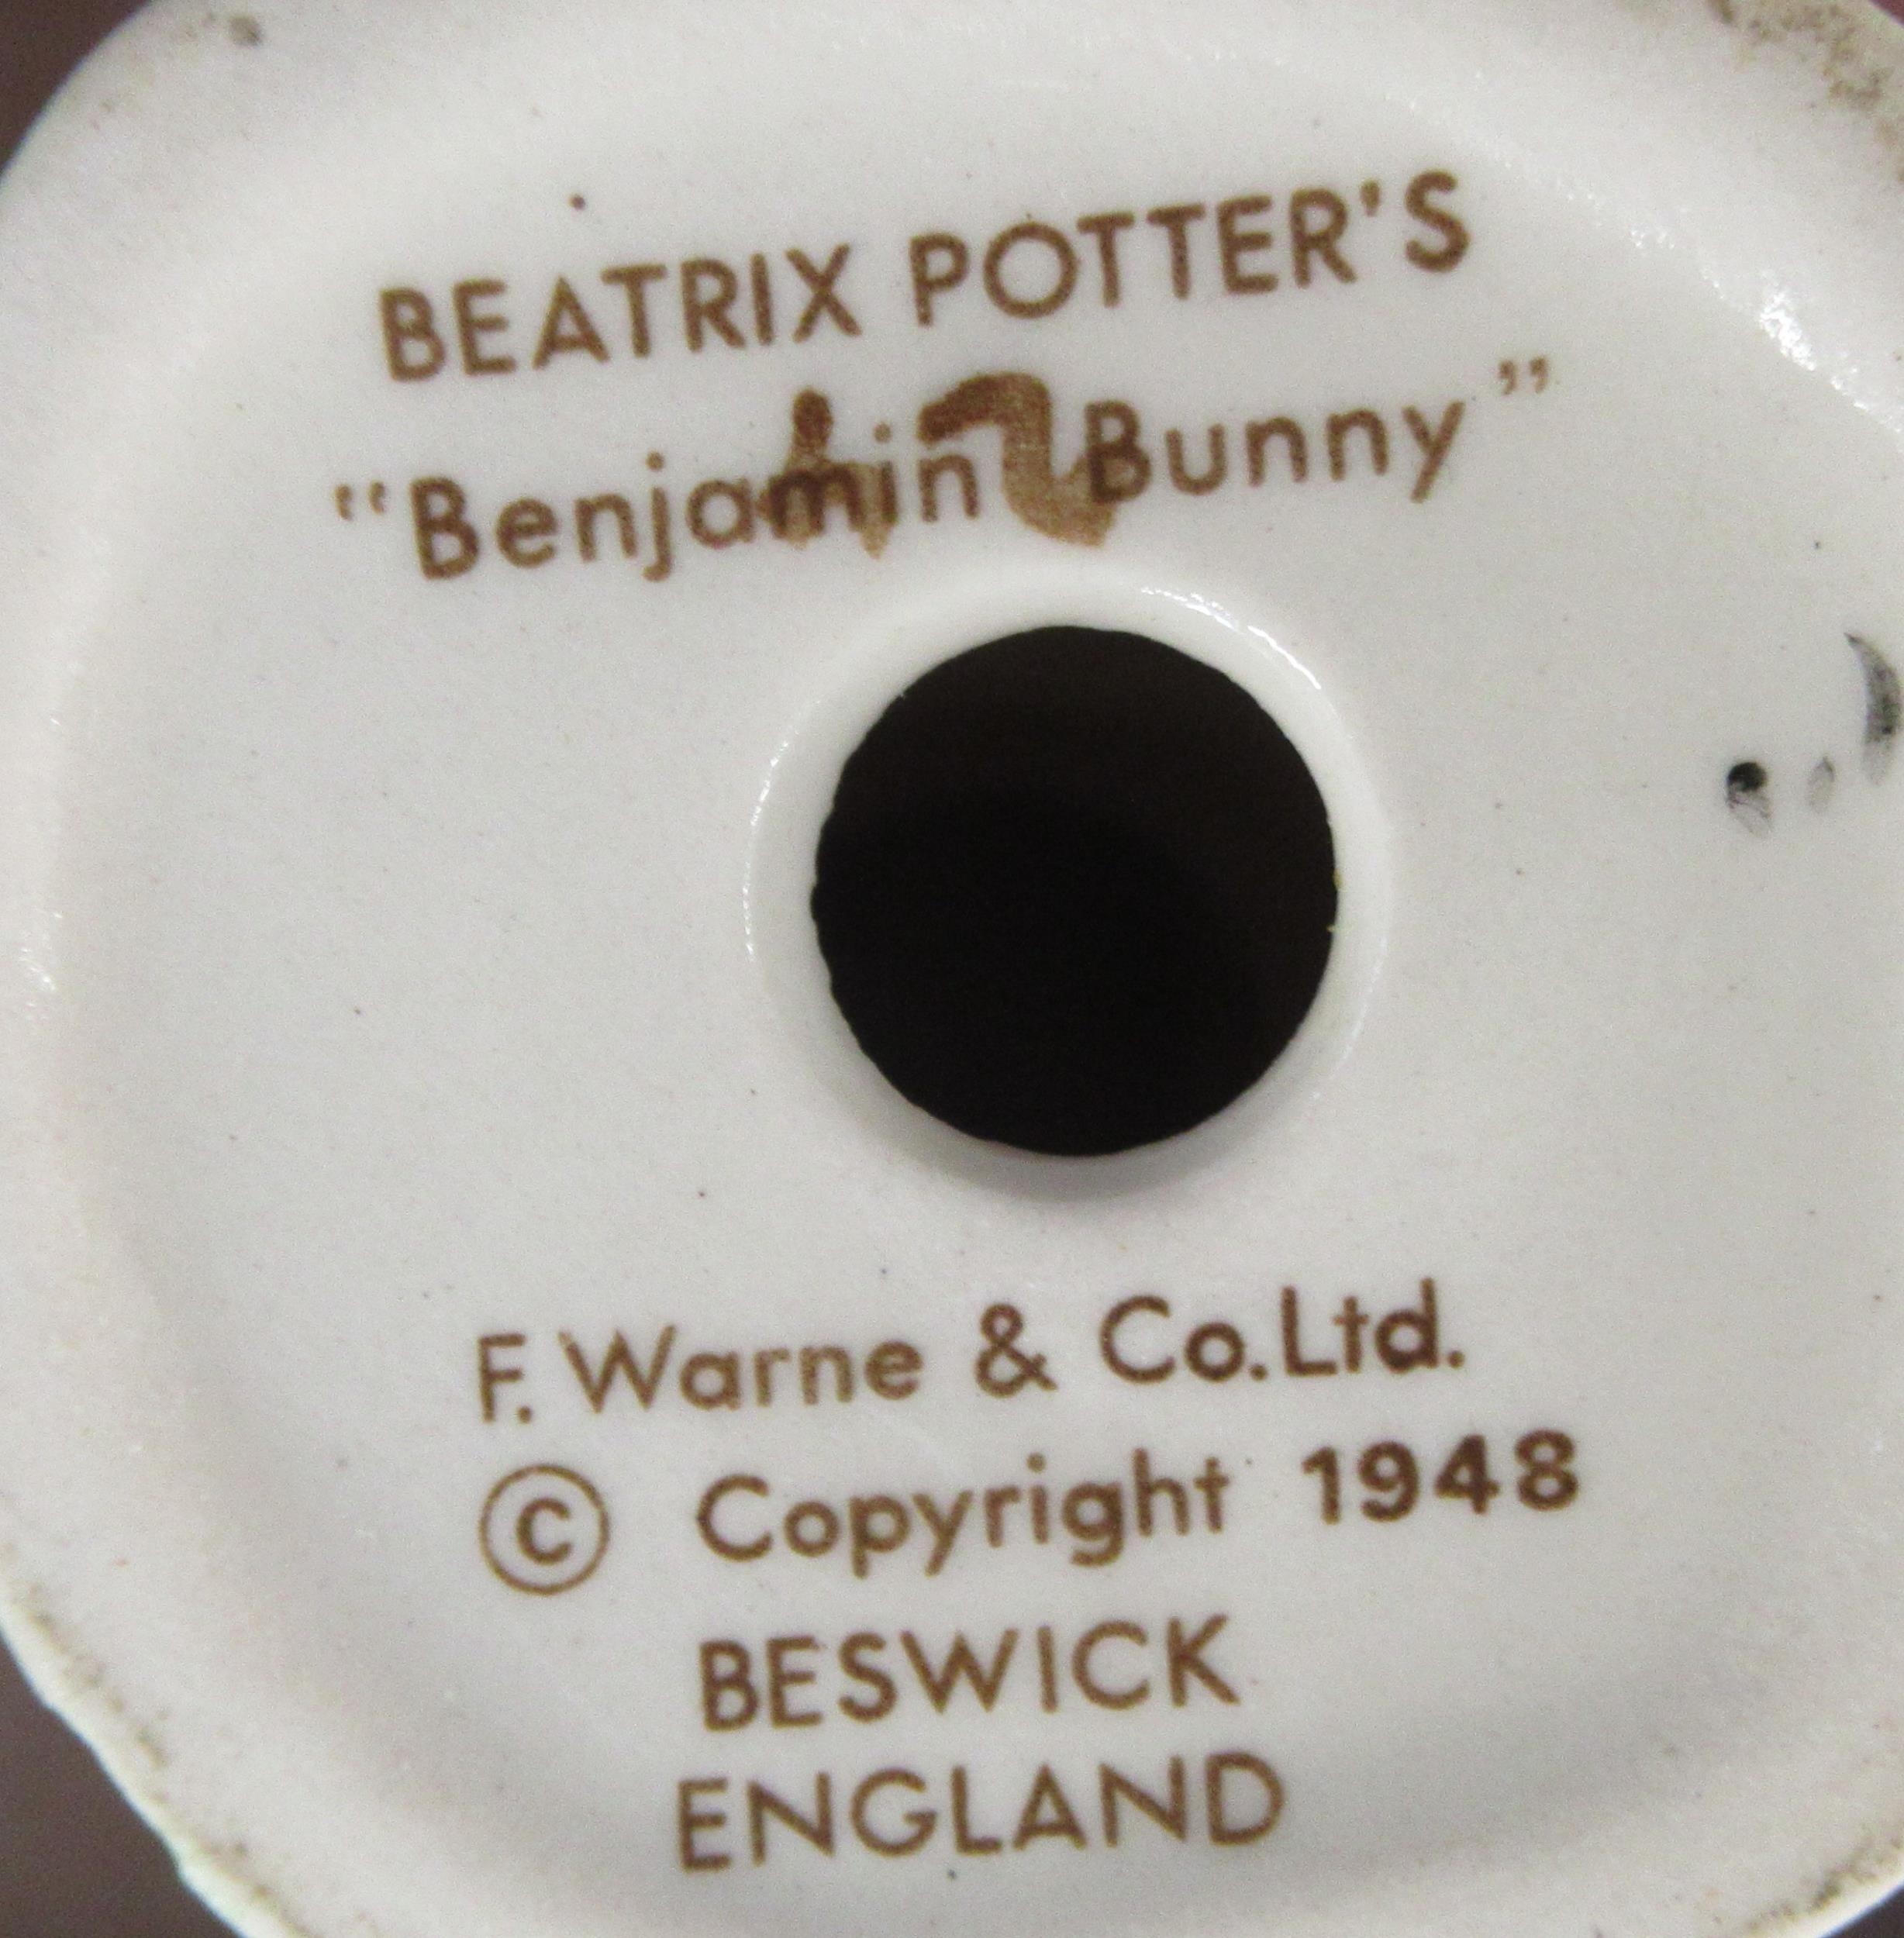 BEATRIX POTTER'S
“Benjamin Bunny”
F. Warne & Co.Ltd.
© Copyright 1948
BESWICK
ENGLAND